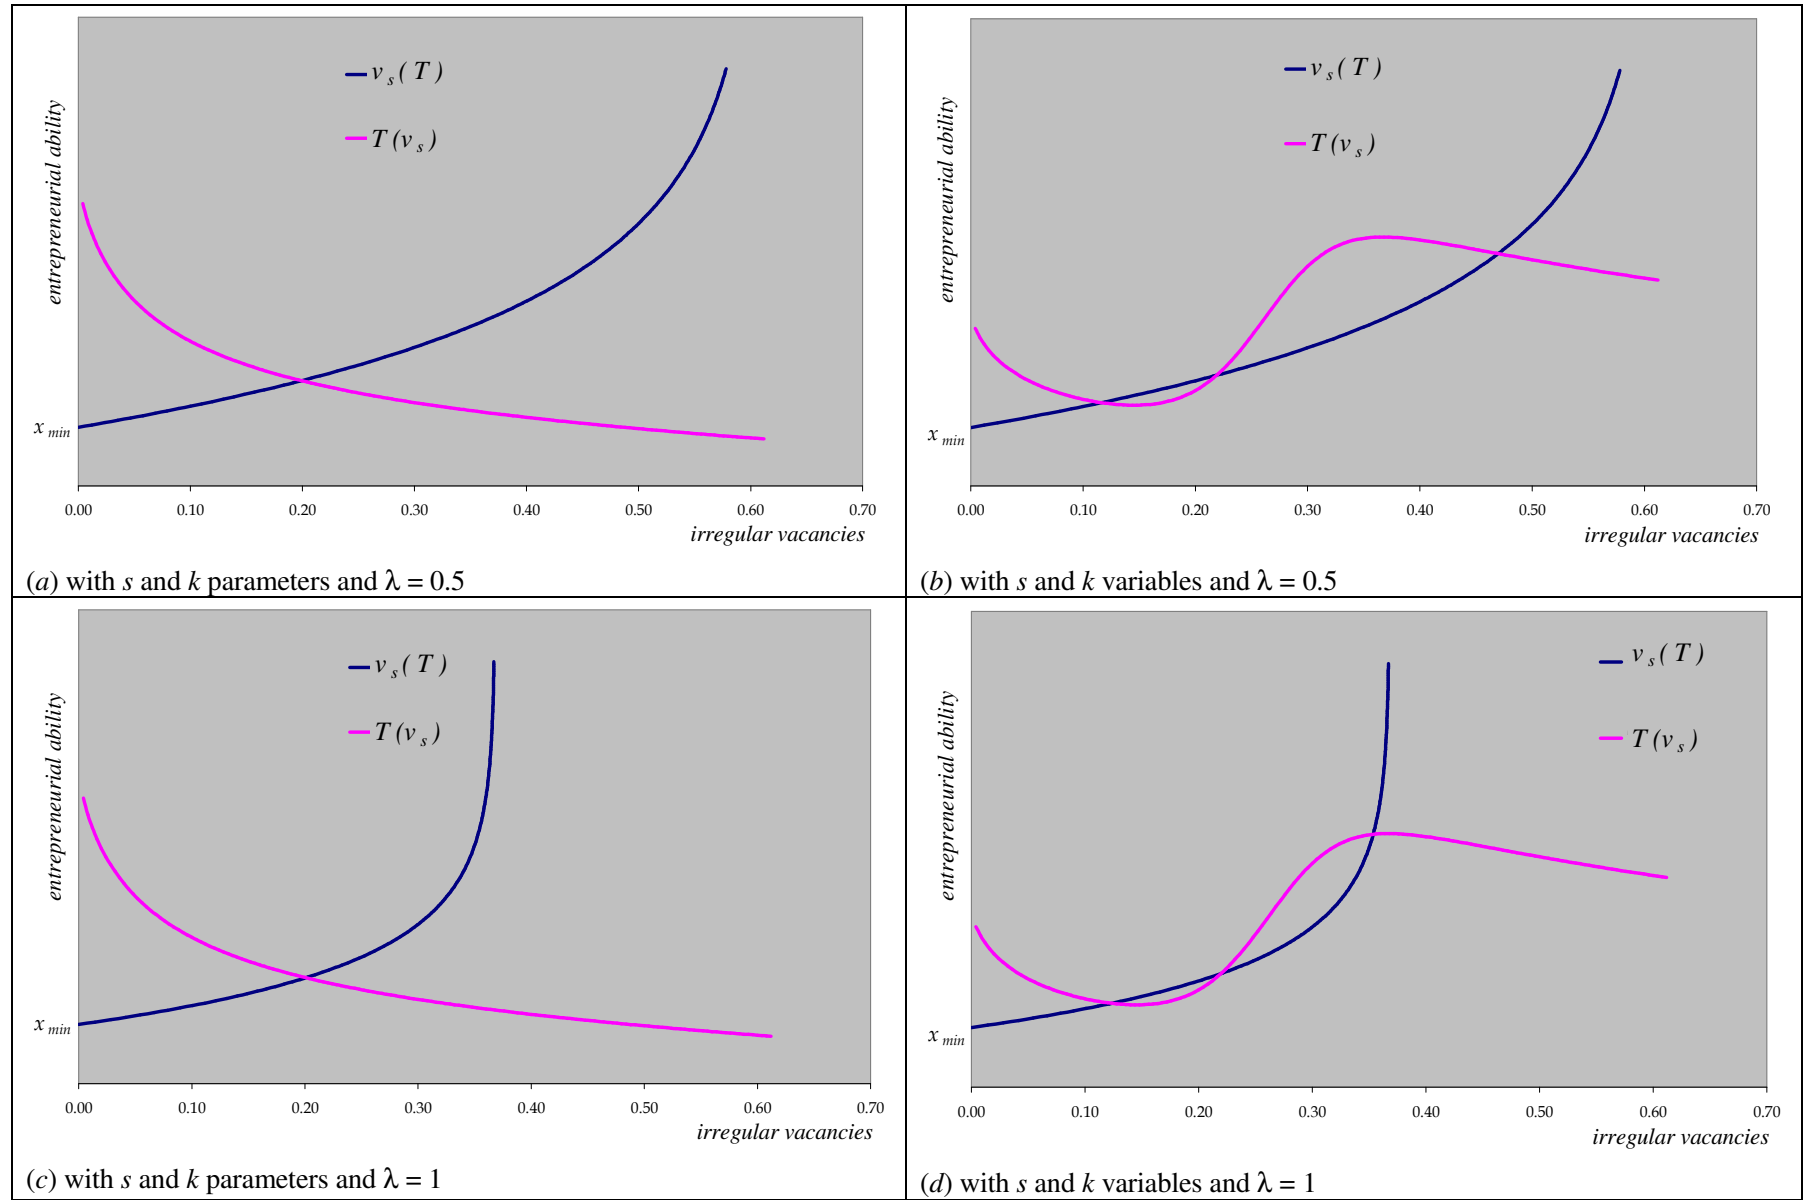 v s ( T )
T (v s )
entrepreneurial ability
x min
0.00 0.10 0.20 0.30 0.40 0.50 0.60 0.70
irregular vacancies
(a) with s and k parameters and λ = 0.5
v s ( T )
T (v s )
entrepreneurial ability
x min
0.00 0.10 0.20 0.30 0.40 0.50 0.60 0.70
irregular vacancies
(b) with s and k variables and λ = 0.5
v s ( T )
T (v s )
entrepreneurial ability
x min
0.00 0.10 0.20 0.30 0.40 0.50 0.60 0.70
irregular vacancies
(c) with s and k parameters and λ = 1
v s ( T )
T (v s )
entrepreneurial ability
x min
0.00 0.10 0.20 0.30 0.40 0.50 0.60 0.70
irregular vacancies
(d) with s and k variables and λ = 1